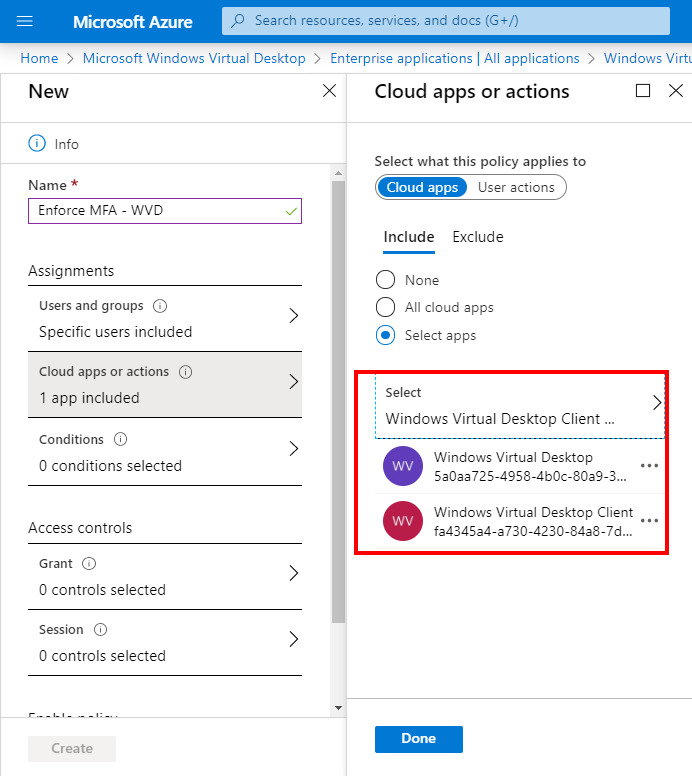 Microsoft Azure
Search resources, services, and docs (G+/)
Home > Microsoft Windows Virtual Desktop > Enterprise applications | All applications > Windows Virtu
New
Info
Name *
Enforce MFA - WVD
Assignments
Users and groups
Specific users included
Cloud apps or actions
1 app included
Conditions
0 conditions selected
Access controls
Grant
0 controls selected
Session
0 controls selected
Enable policy
Create
Cloud apps or actions
Select what this policy applies to
Cloud apps User actions
Include Exclude
None
All cloud apps
Select apps
Select
Windows Virtual Desktop Client ...
WV
Windows Virtual Desktop
5a0aa725-4958-4b0c-80a9-3...
WV
Windows Virtual Desktop Client
fa4345a4-a730-4230-84a8-7d...
Done